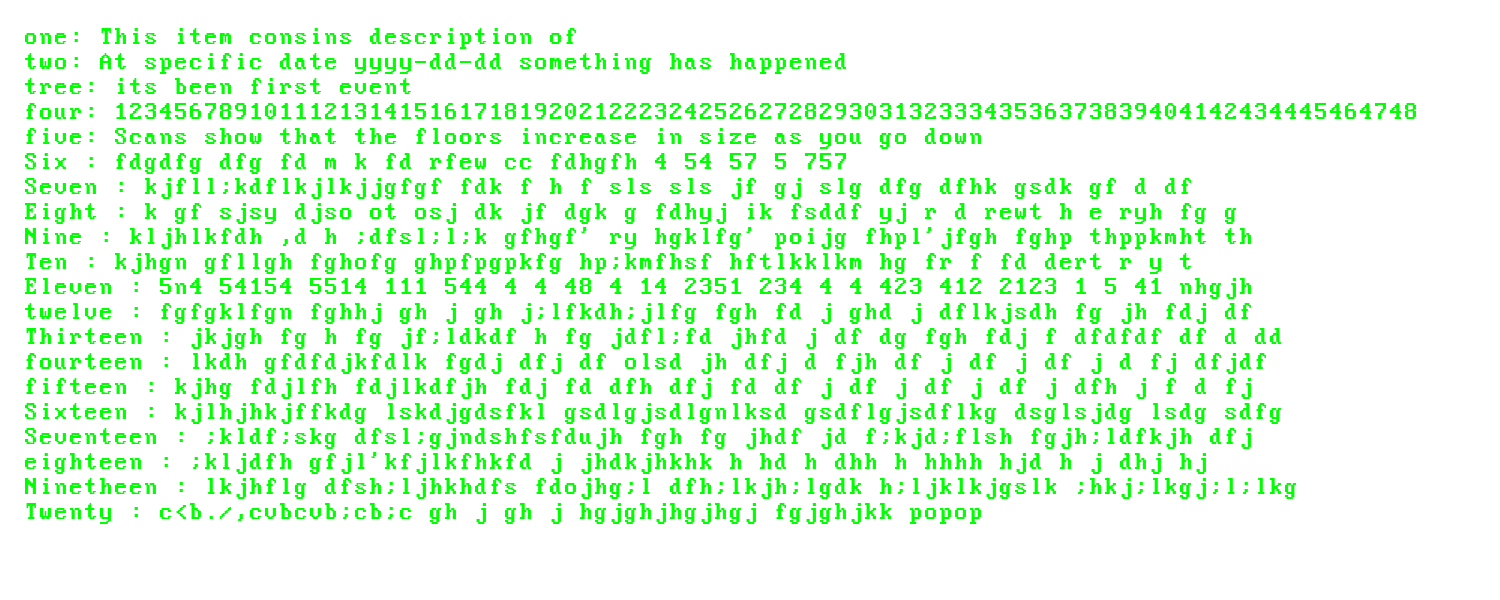 one: This item consins description of
two: At specific date yyyy-dd-dd something has happened
tree: its been first event
four: 123456789101112131415161718192021222324252627282930313233343536373839404142434445464748
five: Scans show that the floors increase in size as you go down
Six : fdgdfg dfg fd m k fd rfew cc fdhgfh 4 54 57 5 757
Seven : kjfll;kdflkjlkjjgfgf fdk f h f sls sls jf gj slg dfg dfhk gsdk gf d df
Eight : k gf sjsy djso ot osj dk jf dgk g fdhyj ik fsddf yj r d rewt h e ryh fg g
Nine : kljhlkfdh ,d h ;dfsl;l;k gfhgf' ry hgklfg' poijg fhpl'jfgh fghp thppkmht th
Ten : kjhgn gfllgh fghofg ghpfpgpkfg hp;kmfhsf hftlkklkm hg fr f fd dert r y t
Eleven : 5n4 54154 5514 111 544 4 4 48 4 14 2351 234 4 4 423 412 2123 1 5 41 nhgjh
twelve : fgfgklfgn fghhj gh j gh j;lfkdh;jlfg fgh fd j ghd j dflkjsdh fg jh fdj df
Thirteen : jkjgh fg h fg jf;ldkdf h fg jdfl;fd jhfd j df dg fgh fdj f dfdfdf df d dd
fourteen : lkdh gfdfdjkfdlk fgdj dfj df olsd jh dfj d fjh df j df j df j d fj dfjdf
fifteen : kjhg fdjlfh fdjlkdfjh fdj fd dfh dfj fd df j df j df j df j dfh j f d fj
Sixteen : kjlhjhkjffkdg lskdjgdsfkl gsdlgjsdlgnlksd gsdflgjsdflkg dsglsjdg lsdg sdfg
Seventeen : ;kldf;skg dfsl;gjndshfsfdujh fgh fg jhdf jd f;kjd;flsh fgjh;ldfkjh dfj
eighteen : ;kljdfh gfjl'kfjlkfhkfd j jhdkjhkhk h hd h dhh h hhhh hjd h j dhj hj
Ninetheen : lkjhflg dfsh;ljhkhdfs fdojhg;l dfh;lkjh;lgdk h;ljklkjgslk ;hkj;lkgj;l;lkg
Twenty : c<b./,cvbcvb;cb;c gh j gh j hgjghjhgjhgj fgjghjkk popop